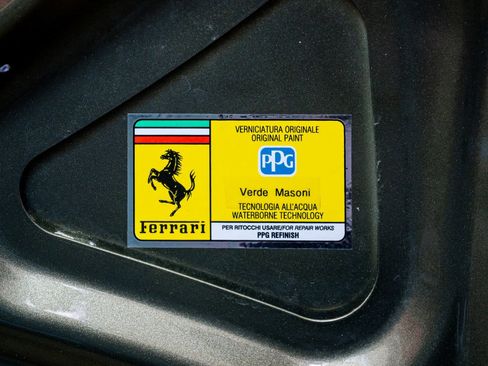 VERNICIATURA ORIGINALE
ORIGINAL PAINT
PPG
Verde Masoni
TECNOLOGIA ALL'ACQUA
WATERBORNE TECHNOLOGY
Ferrari
PER RITOCCHI USARE/FOR REPAIR WORKS
PPG REFINISH